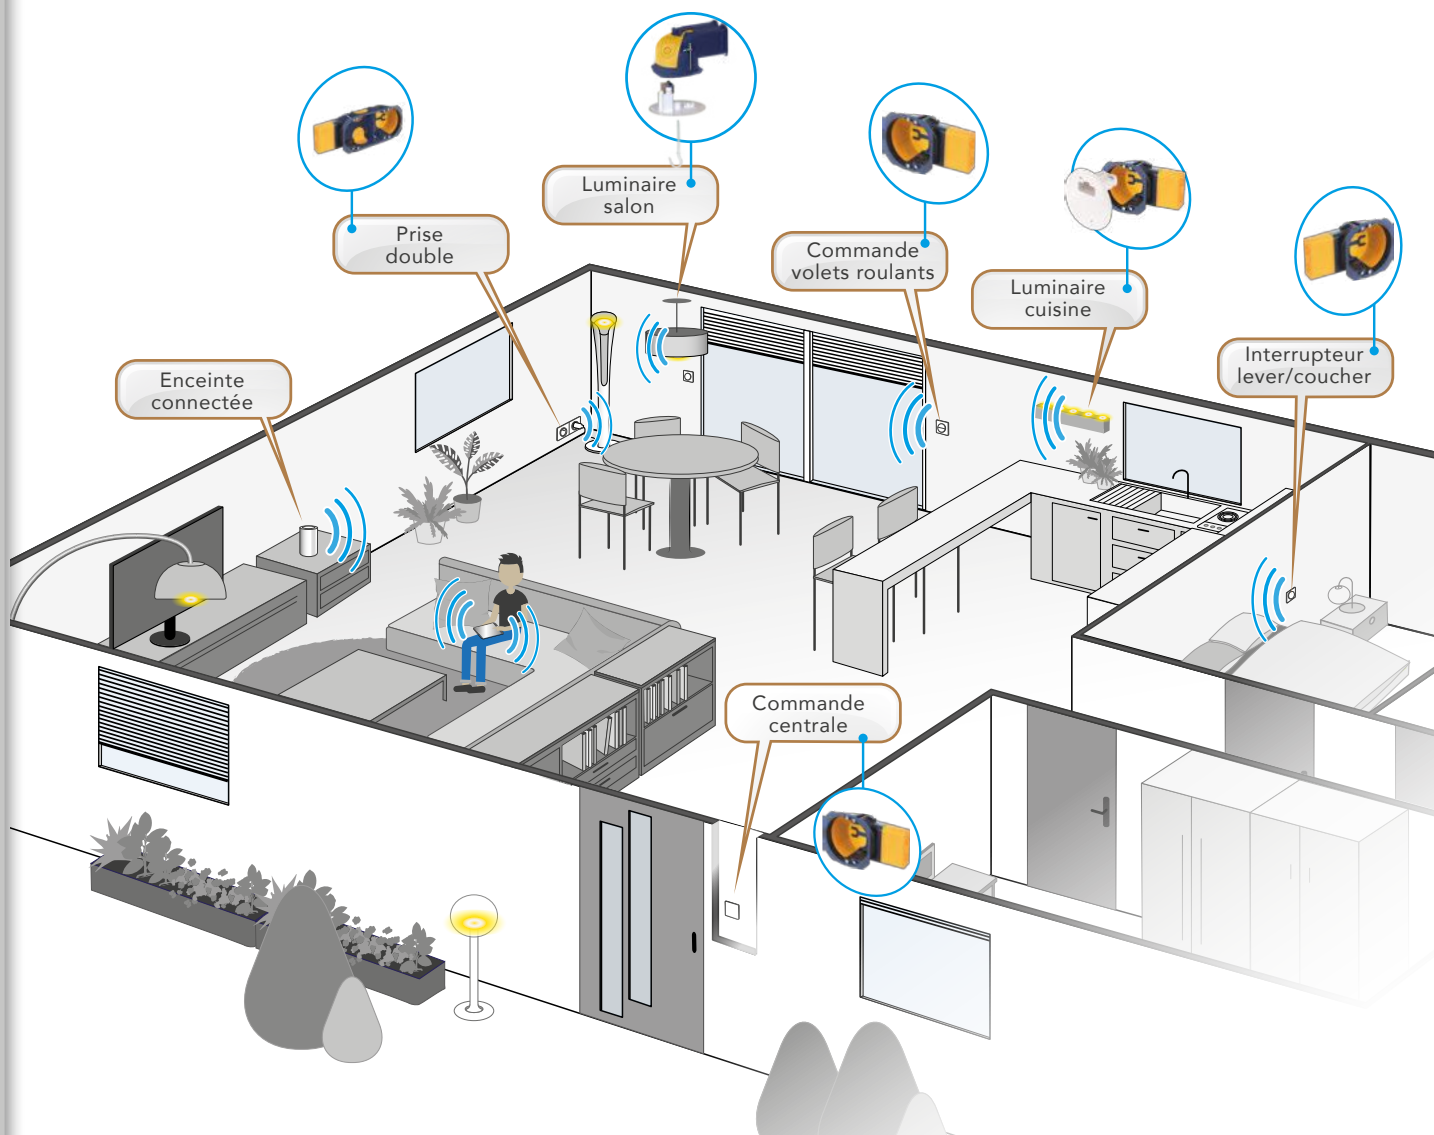 Luminaire
salon
Prise
double
Commande
volets roulants
Luminaire
cuisine
Interrupteur
lever/coucher
Enceinte
connectée
Commande
centrale